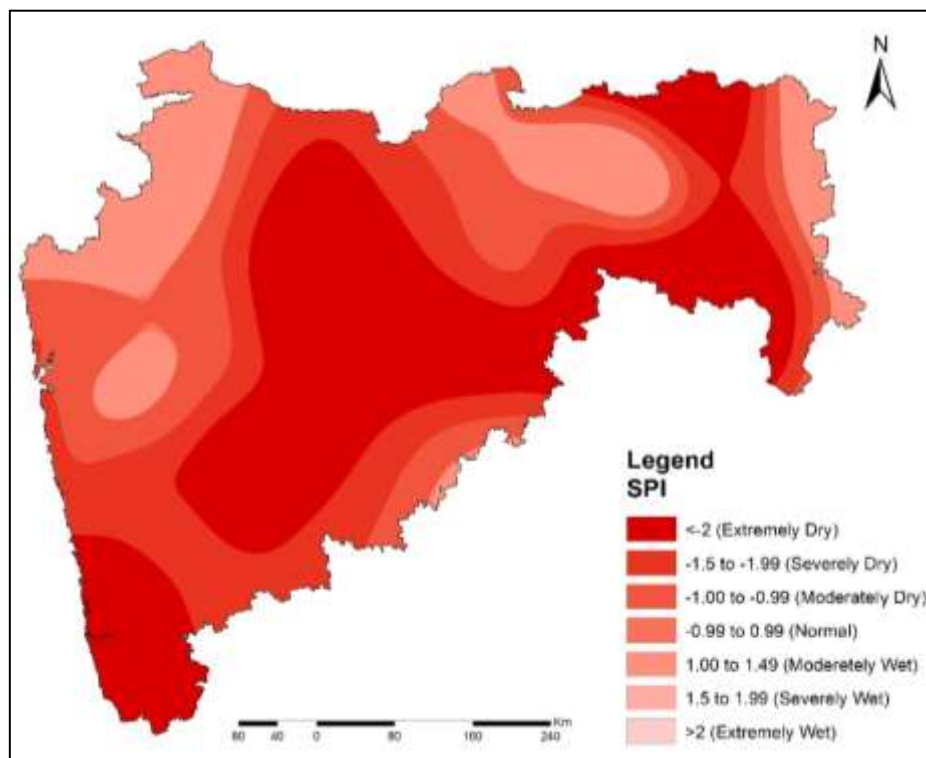 N
Legend
SPI
<-2 (Extremely Dry)
-1.5 to -1.99 (Severely Dry)
-1.00 to -0.99 (Moderately Dry)
-0.99 to 0.99 (Normal)
1.00 to 1.49 (Moderetely Wet)
1.5 to 1.99 (Severely Wet)
>2 (Extremely Wet)
Km
80 40 0 80 160 240